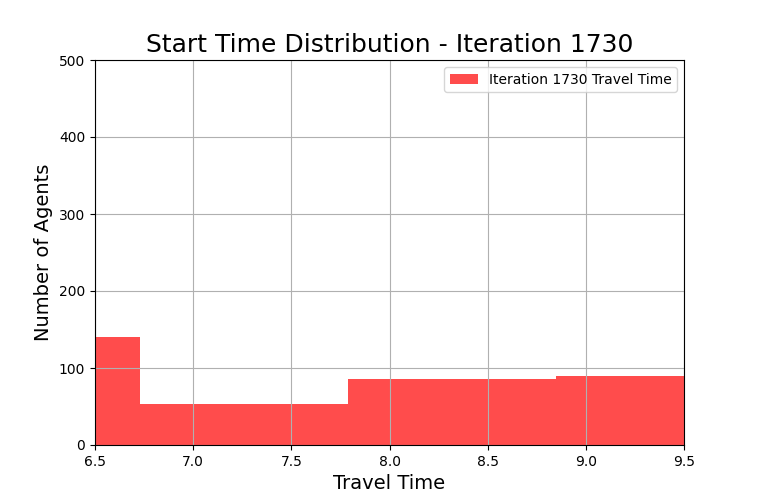 Start Time Distribution - Iteration 1730
500
400
300
200
100
0
Number of Agents
Iteration 1730 Travel Time
6.5 7.0 7.5 8.0 8.5 9.0 9.5
Travel Time